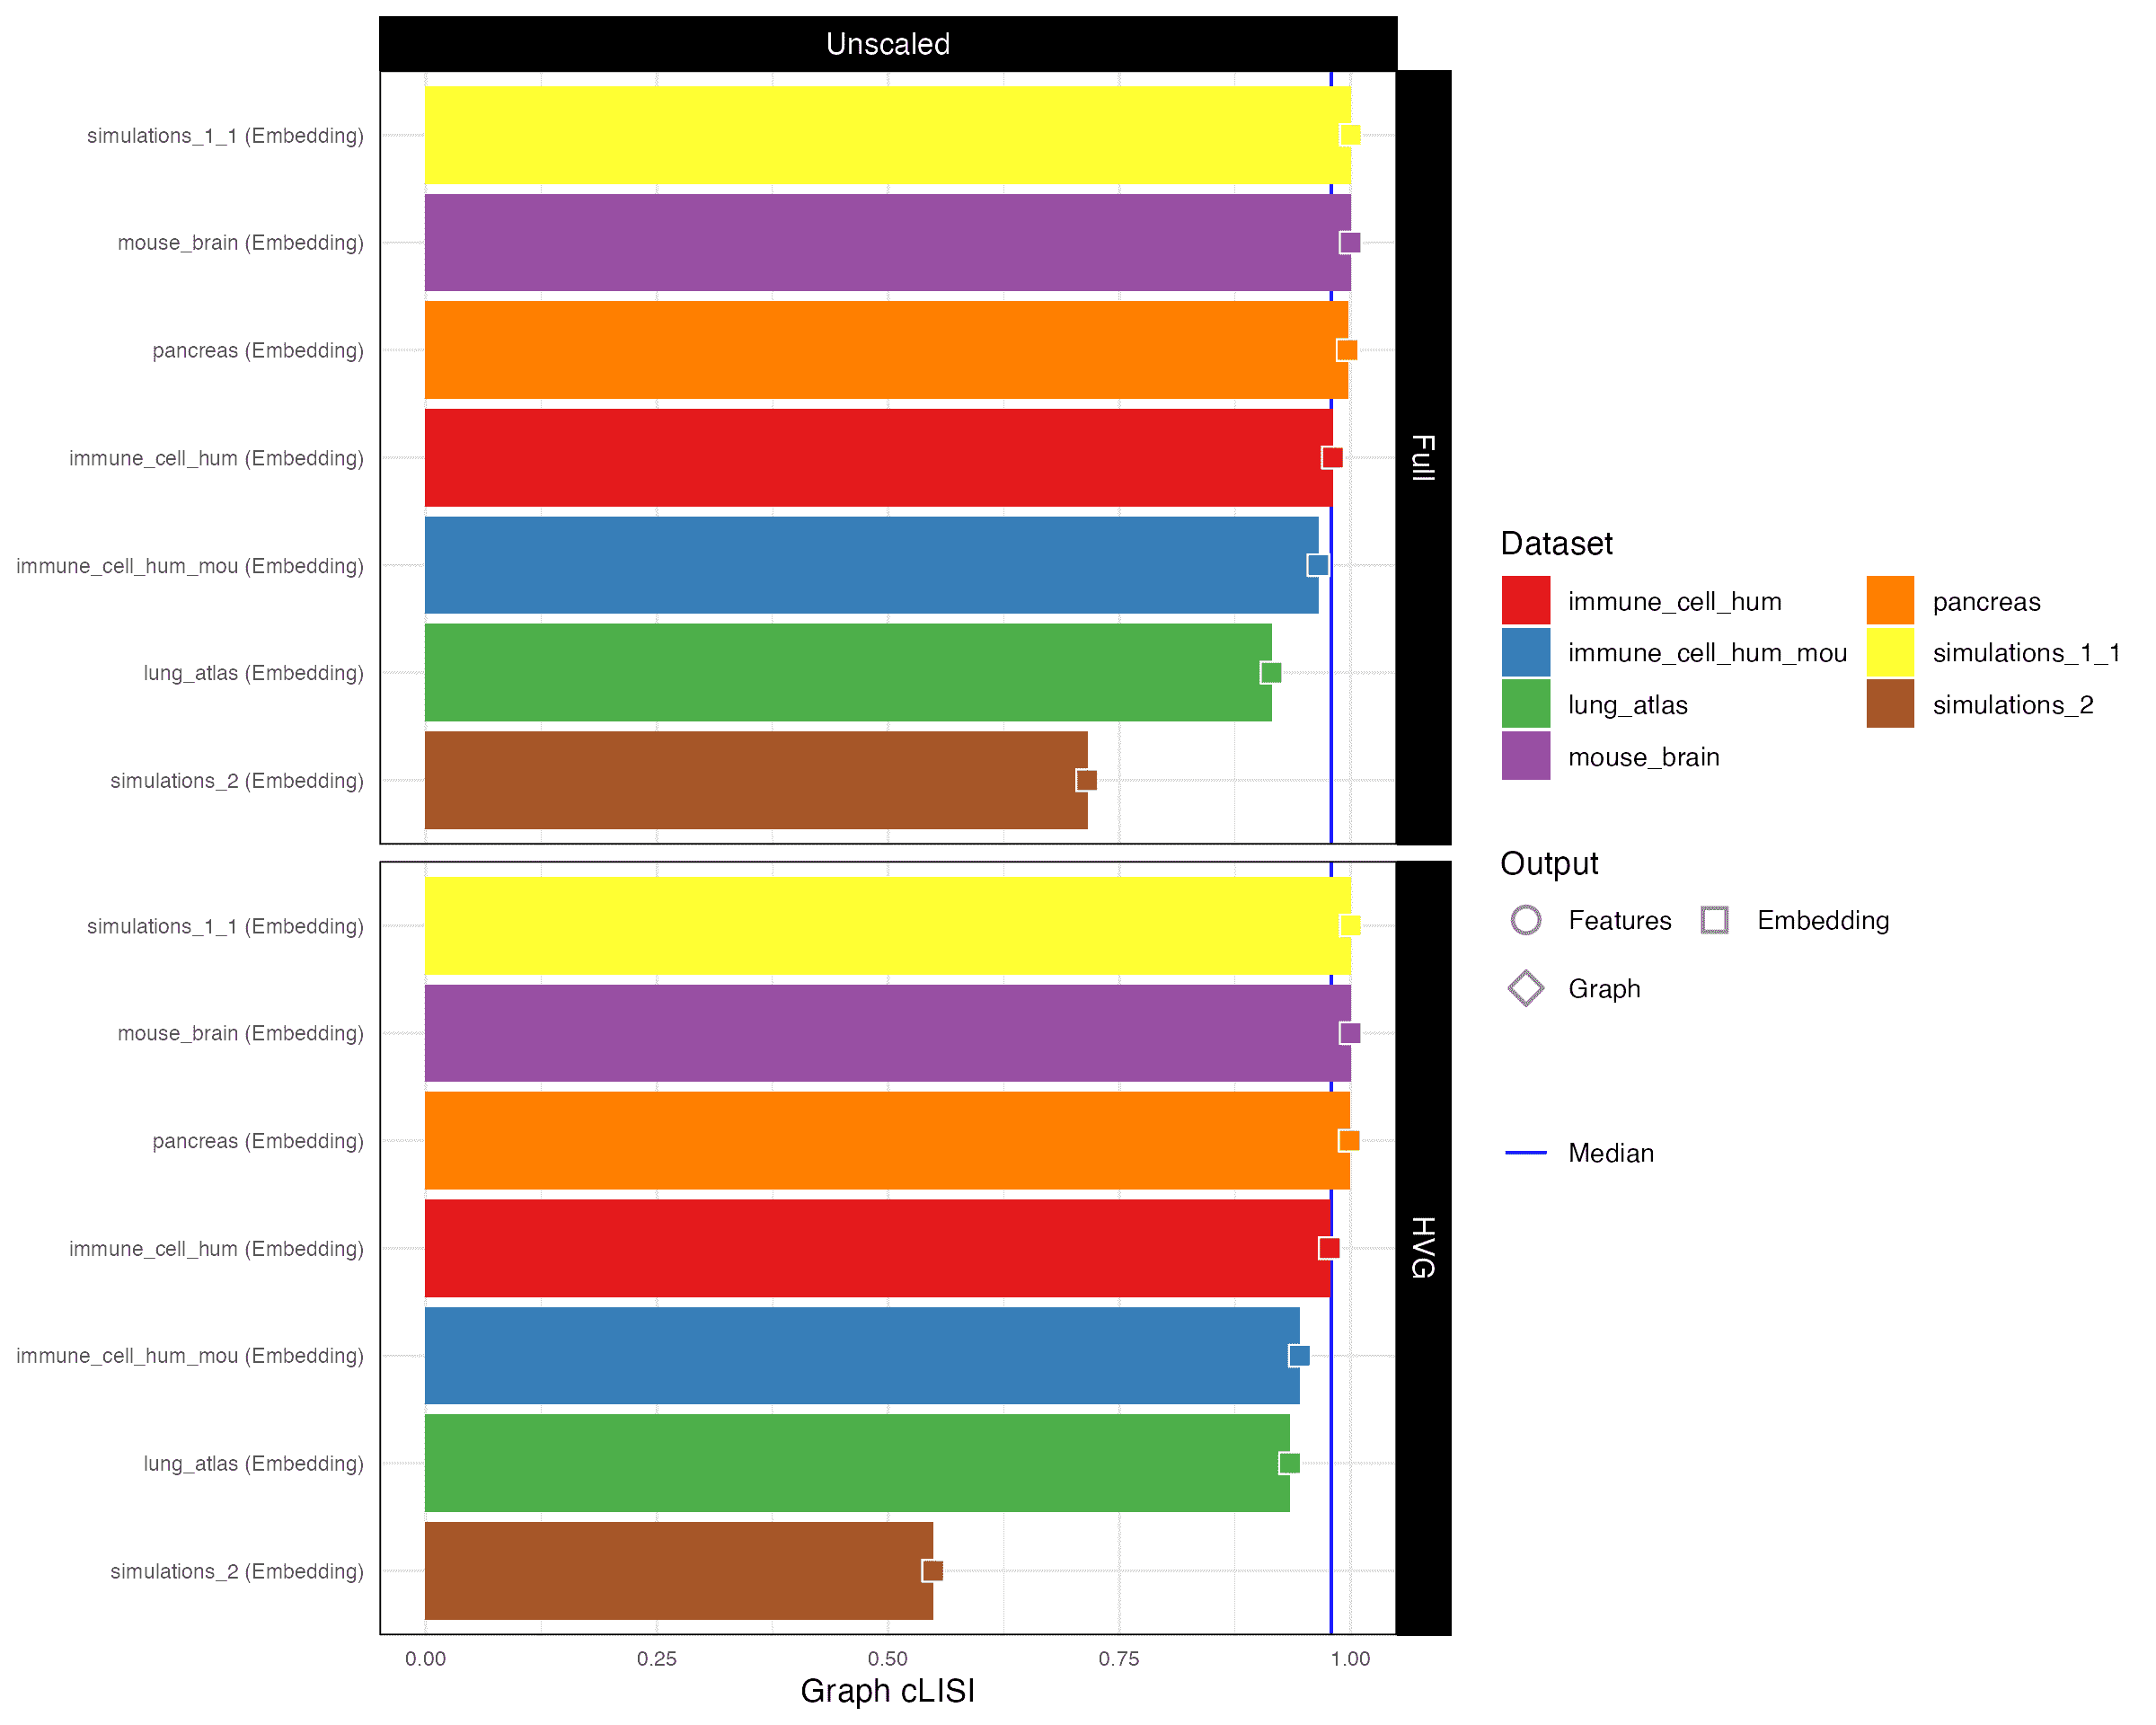 Unscaled
simulations_1_1 (Embedding)
mouse_brain (Embedding)
pancreas (Embedding)
immune_cell_hum (Embedding)
immune_cell_hum_mou (Embedding)
lung_atlas (Embedding)
simulations_2 (Embedding)
Full
simulations_1_1 (Embedding)
mouse_brain (Embedding)
pancreas (Embedding)
immune_cell_hum (Embedding)
immune_cell_hum_mou (Embedding)
lung_atlas (Embedding)
simulations_2 (Embedding)
HVG
0.00 0.25 0.50 0.75 1.00
Graph cLISI
Dataset
immune_cell_hum pancreas
immune_cell_hum_mou simulations_1_1
lung_atlas simulations_2
mouse_brain
Output
Features Embedding
Graph
Median